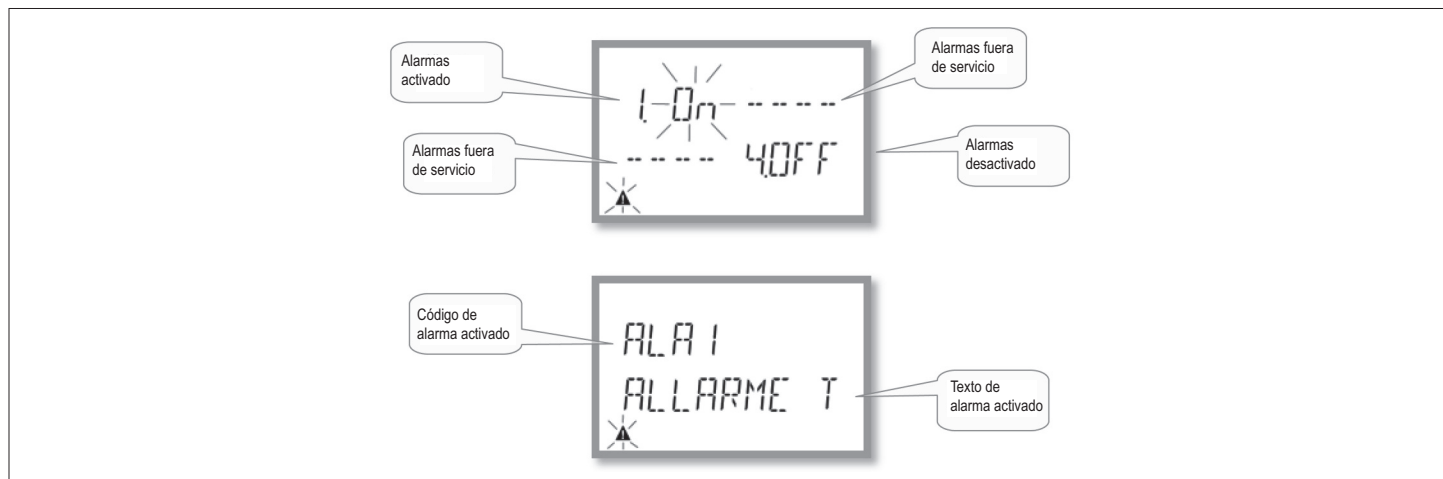 Alarmas
activado
Alarmas fuera
de servicio
1. On ----
---- 4.OFF
Alarmas fuera
de servicio
Alarmas
desactivado
Código de
alarma activado
ALA1
ALLARME T
Texto de
alarma activado